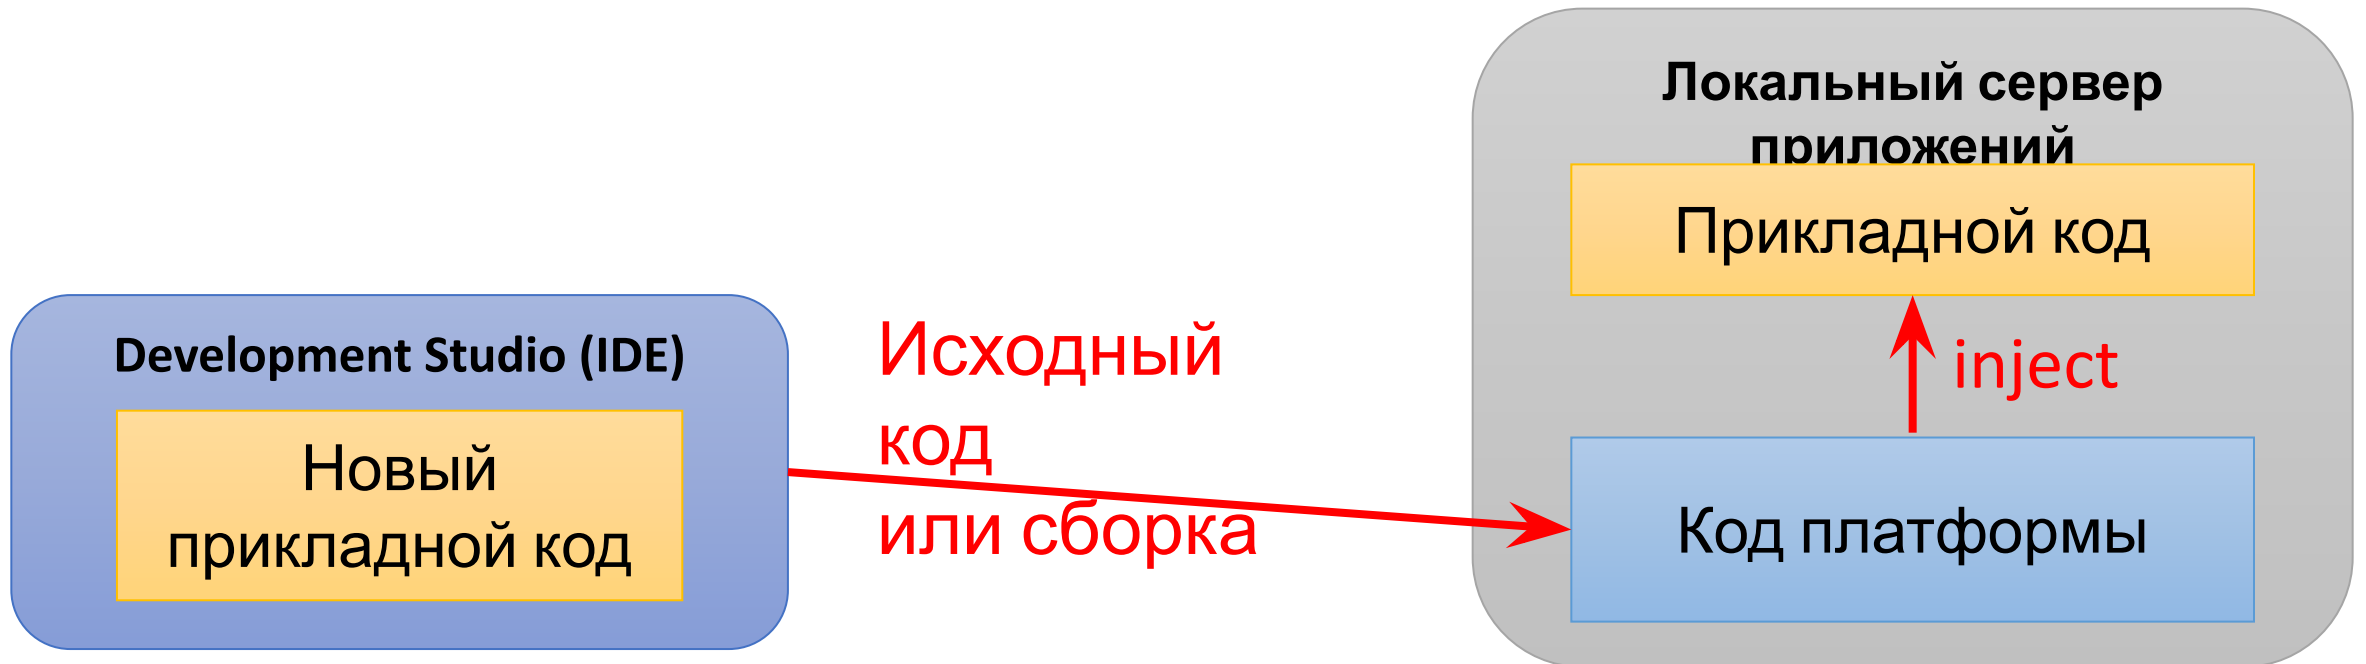 Локальный сервер
приложений
Прикладной код
Development Studio (IDE)
Новый
прикладной код
Исходный
код
или сборка
inject
Код платформы